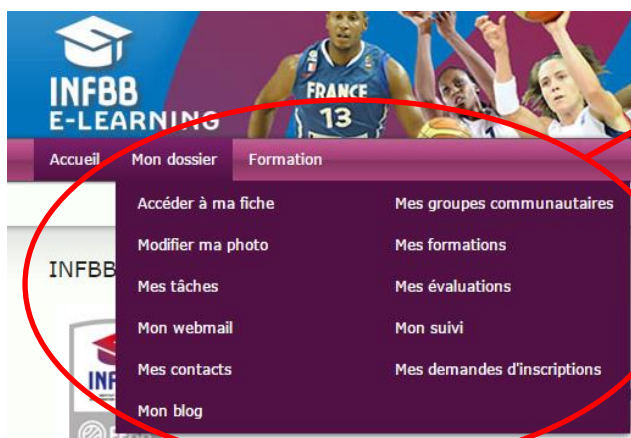 INFBB
E-LEARNING
FRANCE
13
Accueil Mon dossier Formation
Accéder à ma fiche
Modifier ma photo
Mes tâches
Mon webmail
Mes contacts
Mon blog
Mes groupes communautaires
Mes formations
Mes évaluations
Mon suivi
Mes demandes d'inscriptions
INFBB